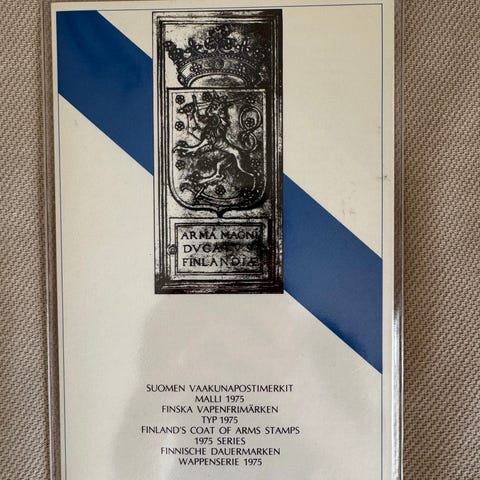 ARMA MAGNI
DVCATVS
FINLANDIÆ
SUOMEN VAAKUNAPOSTIMERKIT
MALLI 1975
FINSKA VAPENFRIMÄRKEN
TYP 1975
FINLAND'S COAT OF ARMS STAMPS
1975 SERIES
FINNISCHE DAUERMARKEN
WAPPENSERIE 1975